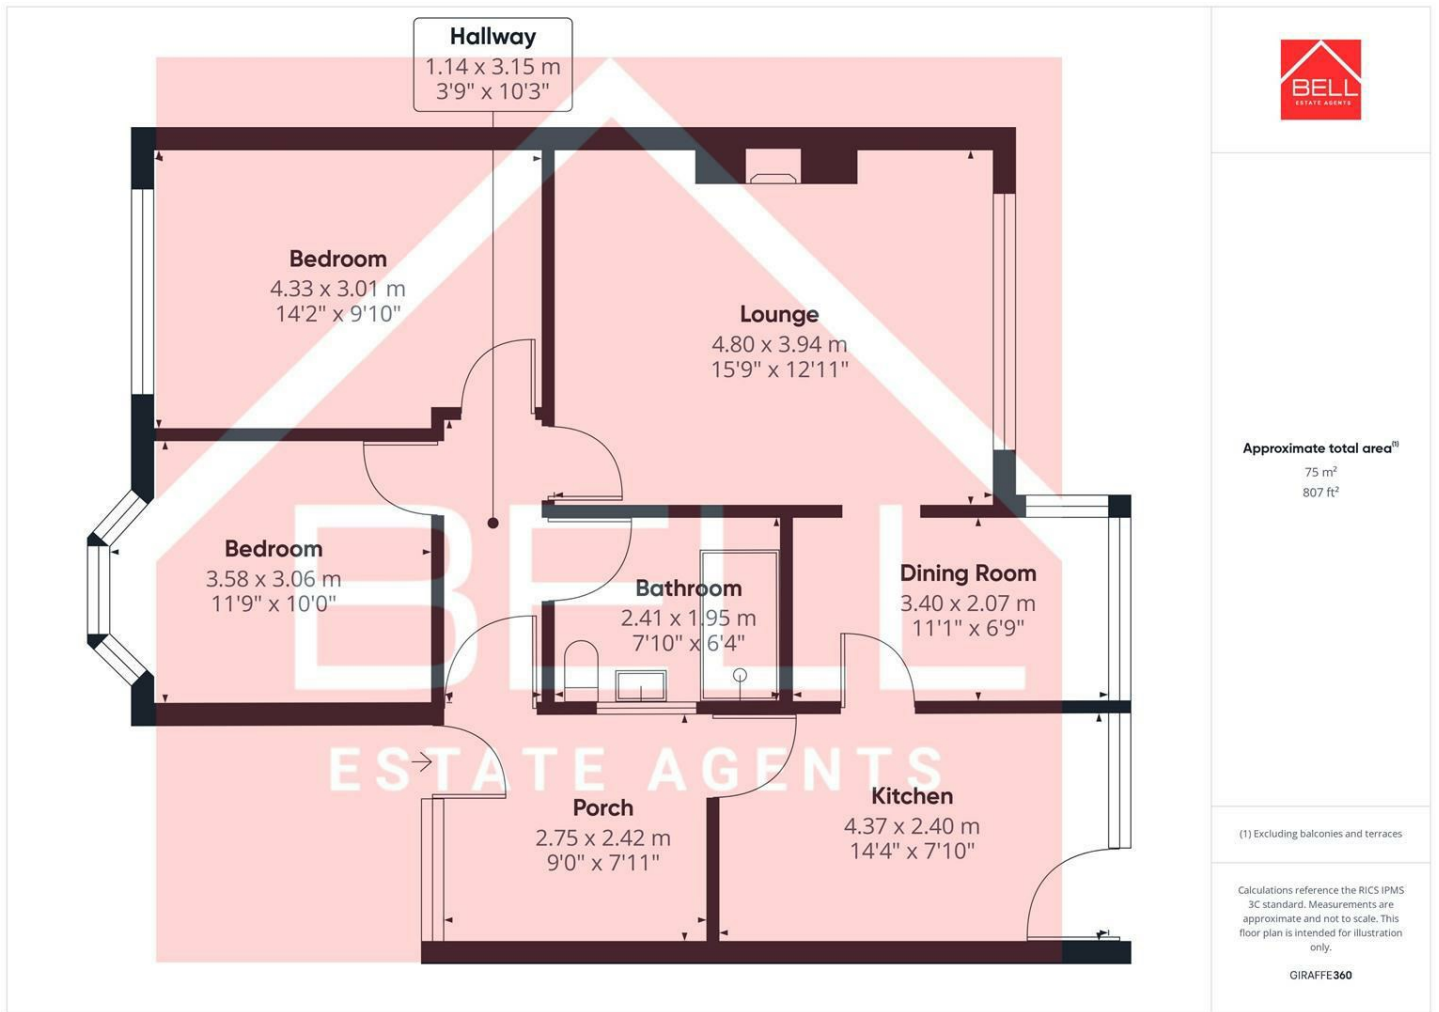 Hallway
1.14 x 3.15 m
3'9" x 10'3"
Bedroom
4.33 x 3.01 m
14'2" x 9'10"
Lounge
4.80 x 3.94 m
15'9" x 12'11"
Bedroom
3.58 x 3.06 m
11'9" x 10'0"
Bathroom
2.41 x 1.95 m
7'10" x 6'4"
Dining Room
3.40 x 2.07 m
11'1" x 6'9"
Porch
2.75 x 2.42 m
9'0" x 7'11"
Kitchen
4.37 x 2.40 m
14'4" x 7'10"
BELL
ESTATE AGENTS
BELL
ESTATE AGENTS
Approximate total area(1)
75 m²
807 ft²
(1) Excluding balconies and terraces
Calculations reference the RICS IPMS
3C standard. Measurements are
approximate and not to scale. This
floor plan is intended for illustration
only.
GIRAFFE360